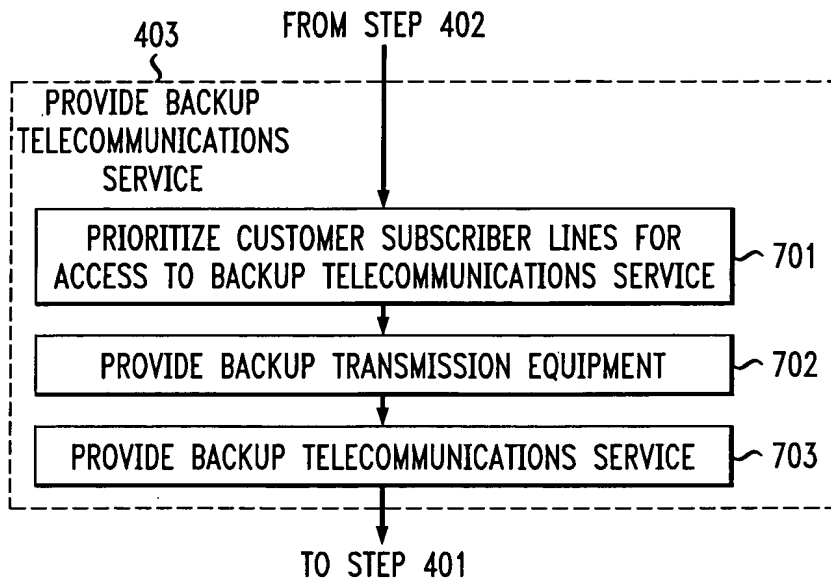 403
FROM STEP 402
PROVIDE BACKUP
TELECOMMUNICATIONS
SERVICE
PRIORITIZE CUSTOMER SUBSCRIBER LINES FOR
ACCESS TO BACKUP TELECOMMUNICATIONS SERVICE
701
PROVIDE BACKUP TRANSMISSION EQUIPMENT
702
PROVIDE BACKUP TELECOMMUNICATIONS SERVICE
703
TO STEP 401